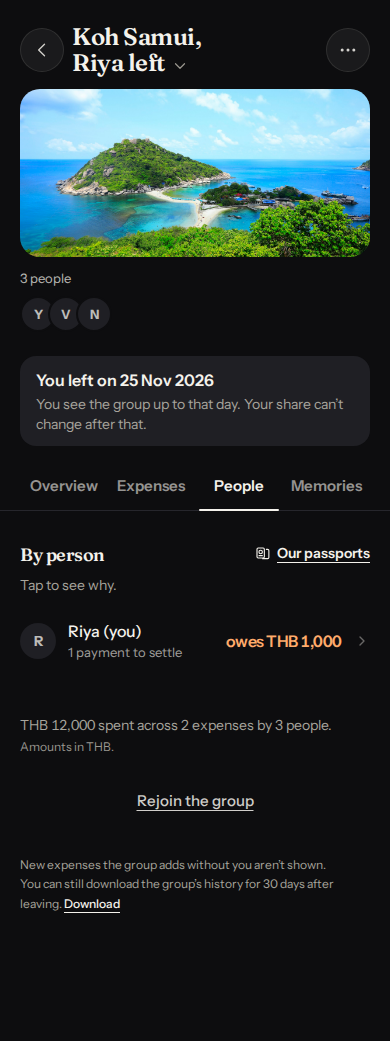 Koh Samui,
Riya left
3 people
Y V N
You left on 25 Nov 2026
You see the group up to that day. Your share can't
change after that.
Overview Expenses People Memories
By person Our passports
Tap to see why.
R Riya (you) owes THB 1,000
1 payment to settle
THB 12,000 spent across 2 expenses by 3 people.
Amounts in THB.
Rejoin the group
New expenses the group adds without you aren't shown.
You can still download the group's history for 30 days after
leaving. Download